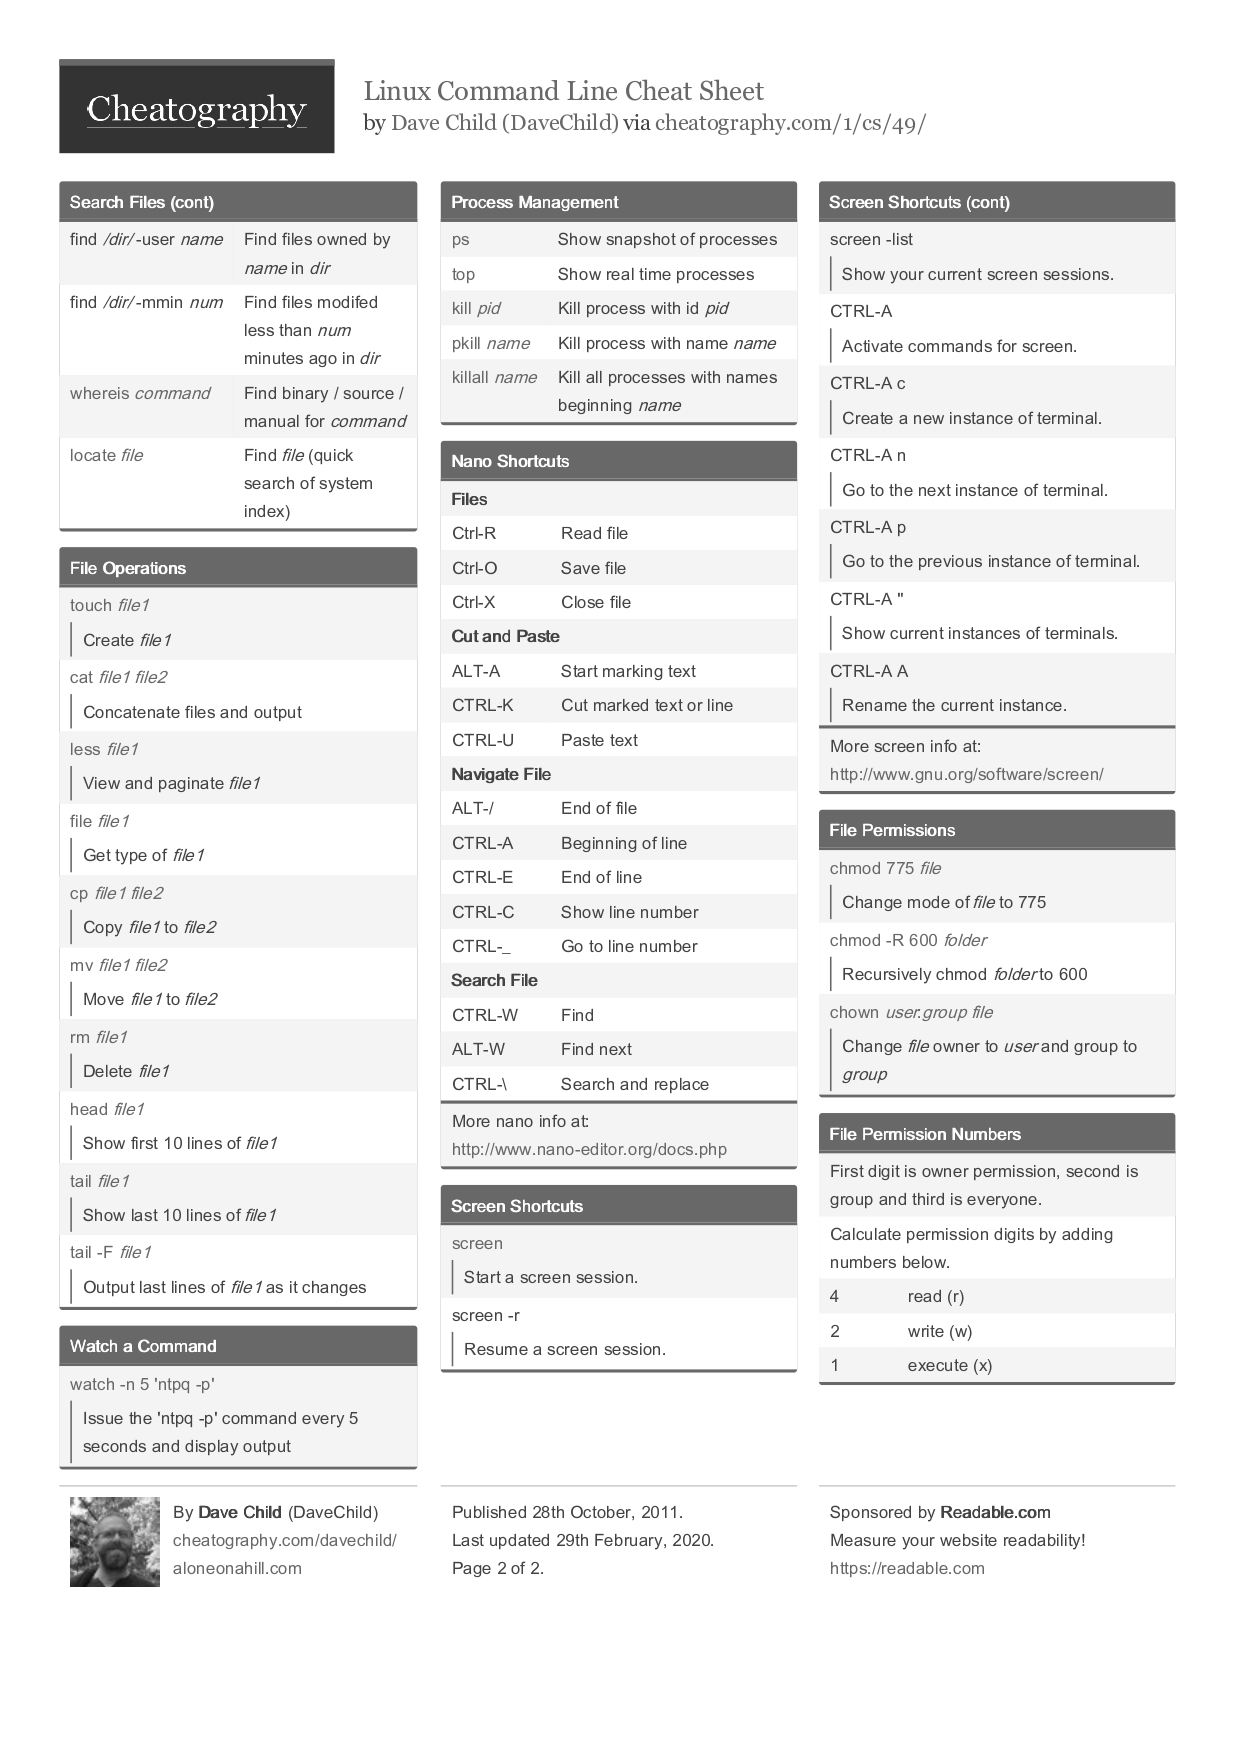 Cheatography
Linux Command Line Cheat Sheet
by Dave Child (DaveChild) via cheatography.com/1/cs/49/
Search Files (cont)
find /dir/ -user name Find files owned by
name in dir
find /dir/ -mmin num Find files modifed
less than num
minutes ago in dir
whereis command Find binary / source /
manual for command
locate file Find file (quick
search of system
index)
File Operations
touch file1
Create file1
cat file1 file2
Concatenate files and output
less file1
View and paginate file1
file file1
Get type of file1
cp file1 file2
Copy file1 to file2
mv file1 file2
Move file1 to file2
rm file1
Delete file1
head file1
Show first 10 lines of file1
tail file1
Show last 10 lines of file1
tail -F file1
Output last lines of file1 as it changes
Watch a Command
watch -n 5 'ntpq -p'
Issue the 'ntpq -p' command every 5
seconds and display output
Process Management
ps Show snapshot of processes
top Show real time processes
kill pid Kill process with id pid
pkill name Kill process with name name
killall name Kill all processes with names
beginning name
Nano Shortcuts
Files
Ctrl-R Read file
Ctrl-O Save file
Ctrl-X Close file
Cut and Paste
ALT-A Start marking text
CTRL-K Cut marked text or line
CTRL-U Paste text
Navigate File
ALT-/ End of file
CTRL-A Beginning of line
CTRL-E End of line
CTRL-C Show line number
CTRL-_ Go to line number
Search File
CTRL-W Find
ALT-W Find next
CTRL-\ Search and replace
More nano info at:
http://www.nano-editor.org/docs.php
Screen Shortcuts
screen
Start a screen session.
screen -r
Resume a screen session.
Screen Shortcuts (cont)
screen -list
Show your current screen sessions.
CTRL-A
Activate commands for screen.
CTRL-A c
Create a new instance of terminal.
CTRL-A n
Go to the next instance of terminal.
CTRL-A p
Go to the previous instance of terminal.
CTRL-A "
Show current instances of terminals.
CTRL-A A
Rename the current instance.
More screen info at:
http://www.gnu.org/software/screen/
File Permissions
chmod 775 file
Change mode of file to 775
chmod -R 600 folder
Recursively chmod folder to 600
chown user:group file
Change file owner to user and group to
group
File Permission Numbers
First digit is owner permission, second is
group and third is everyone.
Calculate permission digits by adding
numbers below.
4 read (r)
2 write (w)
1 execute (x)
By Dave Child (DaveChild)
cheatography.com/davechild/
aloneonahill.com
Published 28th October, 2011.
Last updated 29th February, 2020.
Page 2 of 2.
Sponsored by Readable.com
Measure your website readability!
https://readable.com